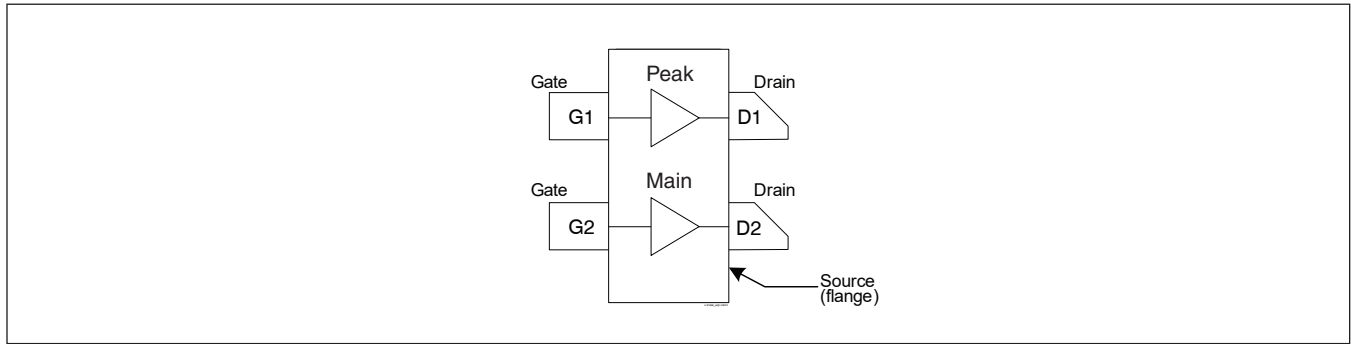 Peak
Gate
Drain
G1
D1
Main
Gate
Drain
G2
D2
Source
(flange)